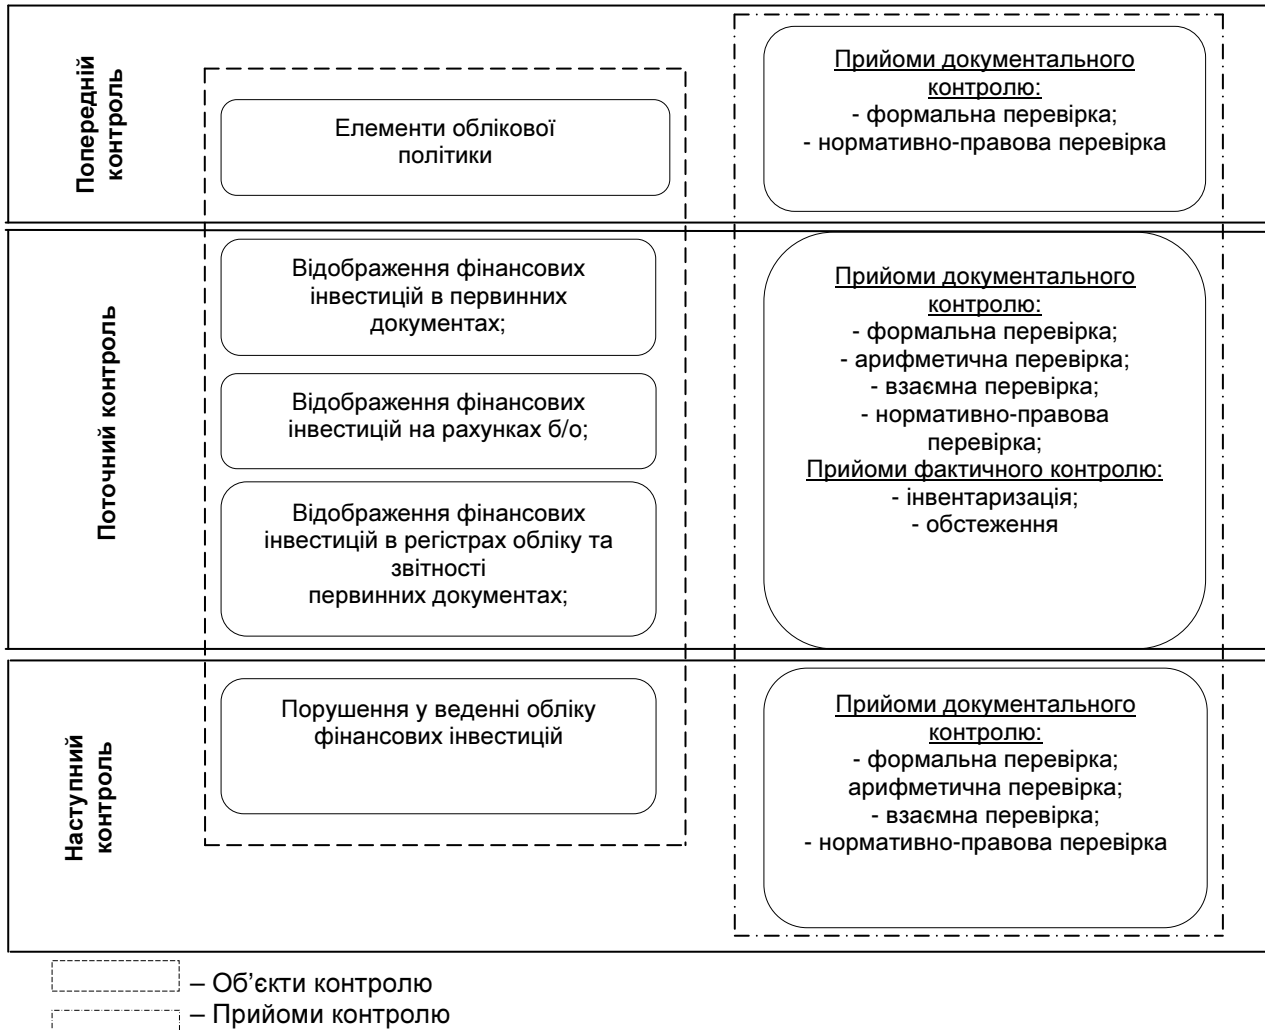 Попередній
контроль
Елементи облікової
політики
Прийоми документального
контролю:
- формальна перевірка;
- нормативно-правова перевірка
Поточний контроль
Відображення фінансових
інвестицій в первинних
документах;
Відображення фінансових
інвестицій на рахунках б/о;
Відображення фінансових
інвестицій в регістрах обліку та
звітності
первинних документах;
Прийоми документального
контролю:
- формальна перевірка;
- арифметична перевірка;
- взаємна перевірка;
- нормативно-правова
перевірка;
Прийоми фактичного контролю:
- інвентаризація;
- обстеження
Наступний
контроль
Порушення у веденні обліку
фінансових інвестицій
Прийоми документального
контролю:
- формальна перевірка;
арифметична перевірка;
- взаємна перевірка;
- нормативно-правова перевірка
– Об’єкти контролю
– Прийоми контролю